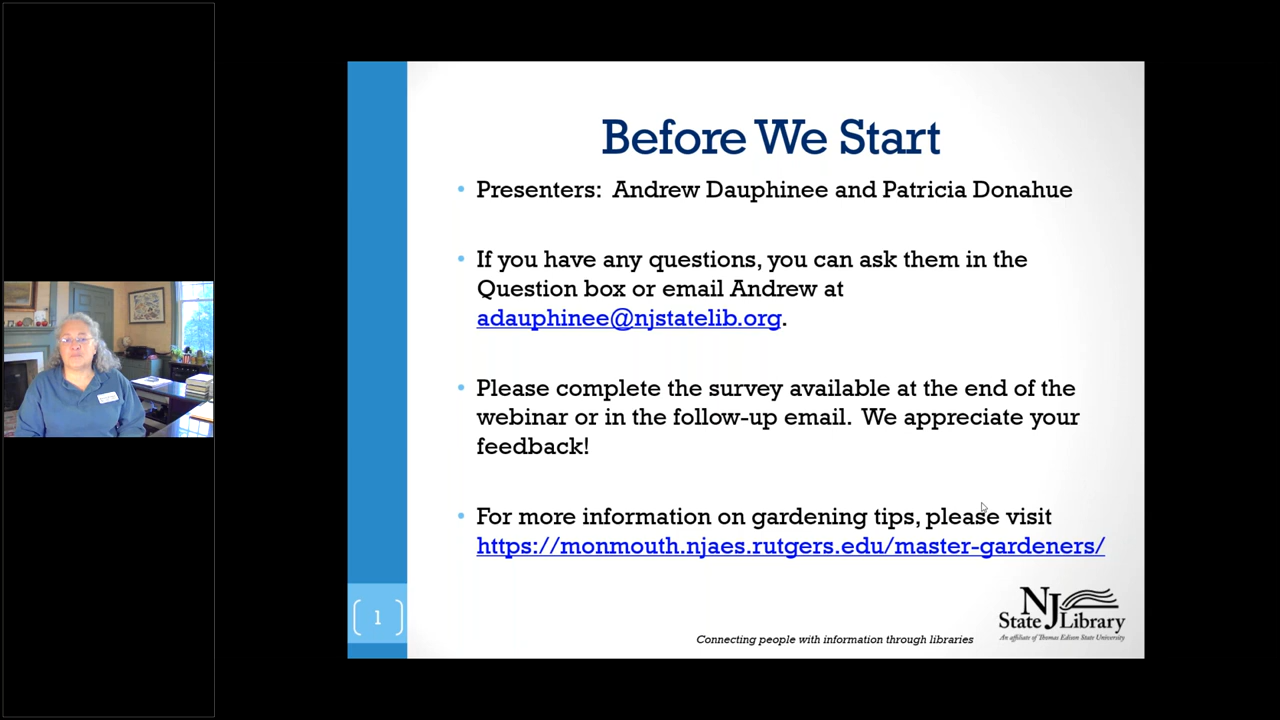 Before We Start
• Presenters:  Andrew Dauphinee and Patricia Donahue
• If you have any questions, you can ask them in the
Question box or email Andrew at
adauphinee@njstatelib.org.
• Please complete the survey available at the end of the
webinar or in the follow-up email.  We appreciate your
feedback!
• For more information on gardening tips, please visit
https://monmouth.njaes.rutgers.edu/master-gardeners/
1
Connecting people with information through libraries
NJ
State Library
An affiliate of Thomas Edison State University